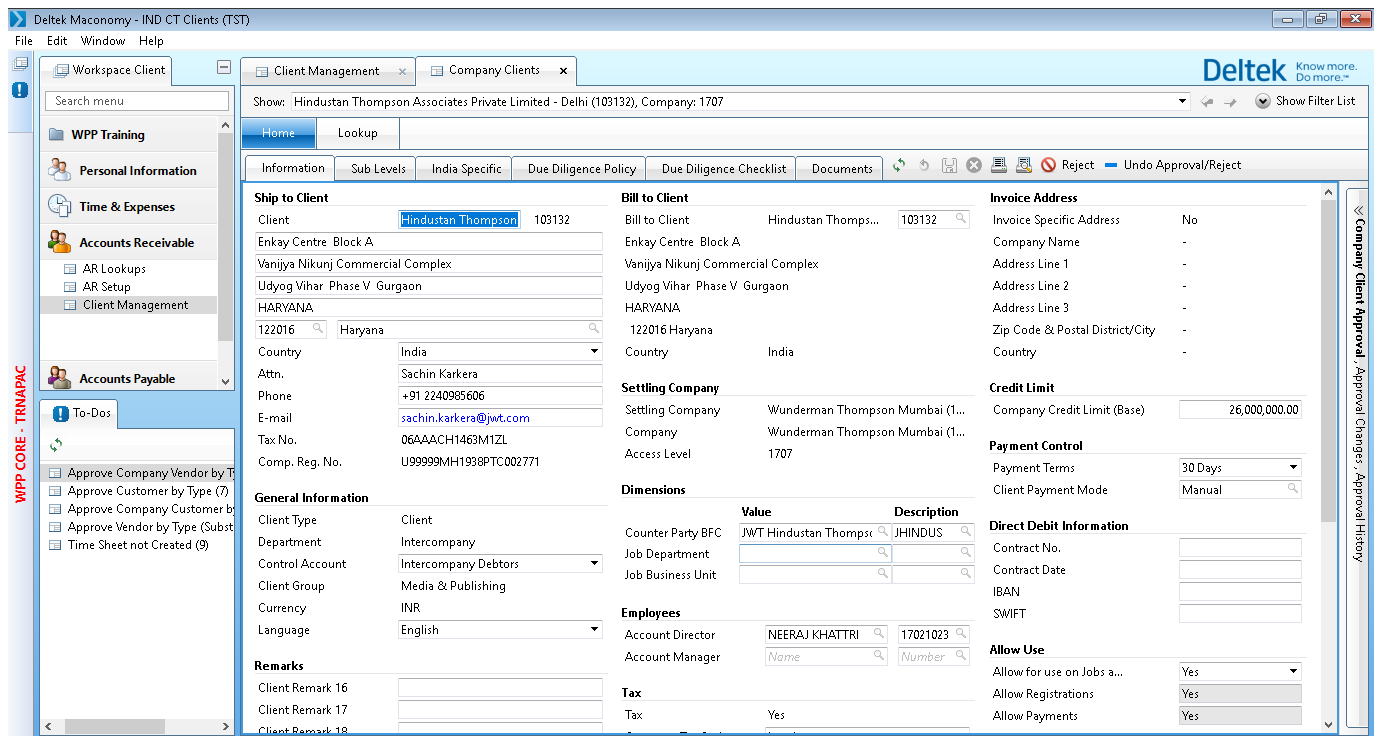 Deltek Maconomy - IND CT Clients (TST)
File Edit Window Help
Workspace Client
Search menu
WPP Training
Personal Information
Time & Expenses
Accounts Receivable
AR Lookups
AR Setup
Client Management
Accounts Payable
To-Dos
Approve Company Vendor by T
Approve Customer by Type (7)
Approve Company Customer by
Approve Vendor by Type (Subst
Time Sheet not Created (9)
WPP CORE - TRNAPAC
Client Management
Company Clients
Deltek Know more. Do more.™
Show: Hindustan Thompson Associates Private Limited - Delhi (103132), Company: 1707
Show Filter List
Home Lookup
Information Sub Levels India Specific Due Diligence Policy Due Diligence Checklist Documents Reject Undo Approval/Reject
Ship to Client
Client Hindustan Thompson 103132
Enkay Centre Block A
Vanijya Nikunj Commercial Complex
Udyog Vihar Phase V Gurgaon
HARYANA
122016 Haryana
Country India
Attn. Sachin Karkera
Phone +91 2240985606
E-mail sachin.karkera@jwt.com
Tax No. 06AAACH1463M1ZL
Comp. Reg. No. U99999MH1938PTC002771
General Information
Client Type Client
Department Intercompany
Control Account Intercompany Debtors
Client Group Media & Publishing
Currency INR
Language English
Remarks
Client Remark 16
Client Remark 17
Client Remark 18
Bill to Client
Bill to Client Hindustan Thomps... 103132
Enkay Centre Block A
Vanijya Nikunj Commercial Complex
Udyog Vihar Phase V Gurgaon
HARYANA
122016 Haryana
Country India
Settling Company
Settling Company Wunderman Thompson Mumbai (1...
Company Wunderman Thompson Mumbai (1...
Access Level 1707
Dimensions
Value Description
Counter Party BFC JWT Hindustan Thompsc JHINDUS
Job Department
Job Business Unit
Employees
Account Director NEERAJ KHATTRI 17021023
Account Manager Name Number
Tax
Tax Yes
Invoice Address
Invoice Specific Address No
Company Name -
Address Line 1 -
Address Line 2 -
Address Line 3 -
Zip Code & Postal District/City -
Country -
Credit Limit
Company Credit Limit (Base) 26,000,000.00
Payment Control
Payment Terms 30 Days
Client Payment Mode Manual
Direct Debit Information
Contract No.
Contract Date
IBAN
SWIFT
Allow Use
Allow for use on Jobs a... Yes
Allow Registrations Yes
Allow Payments Yes
Company Client Approval , Approval Changes , Approval History